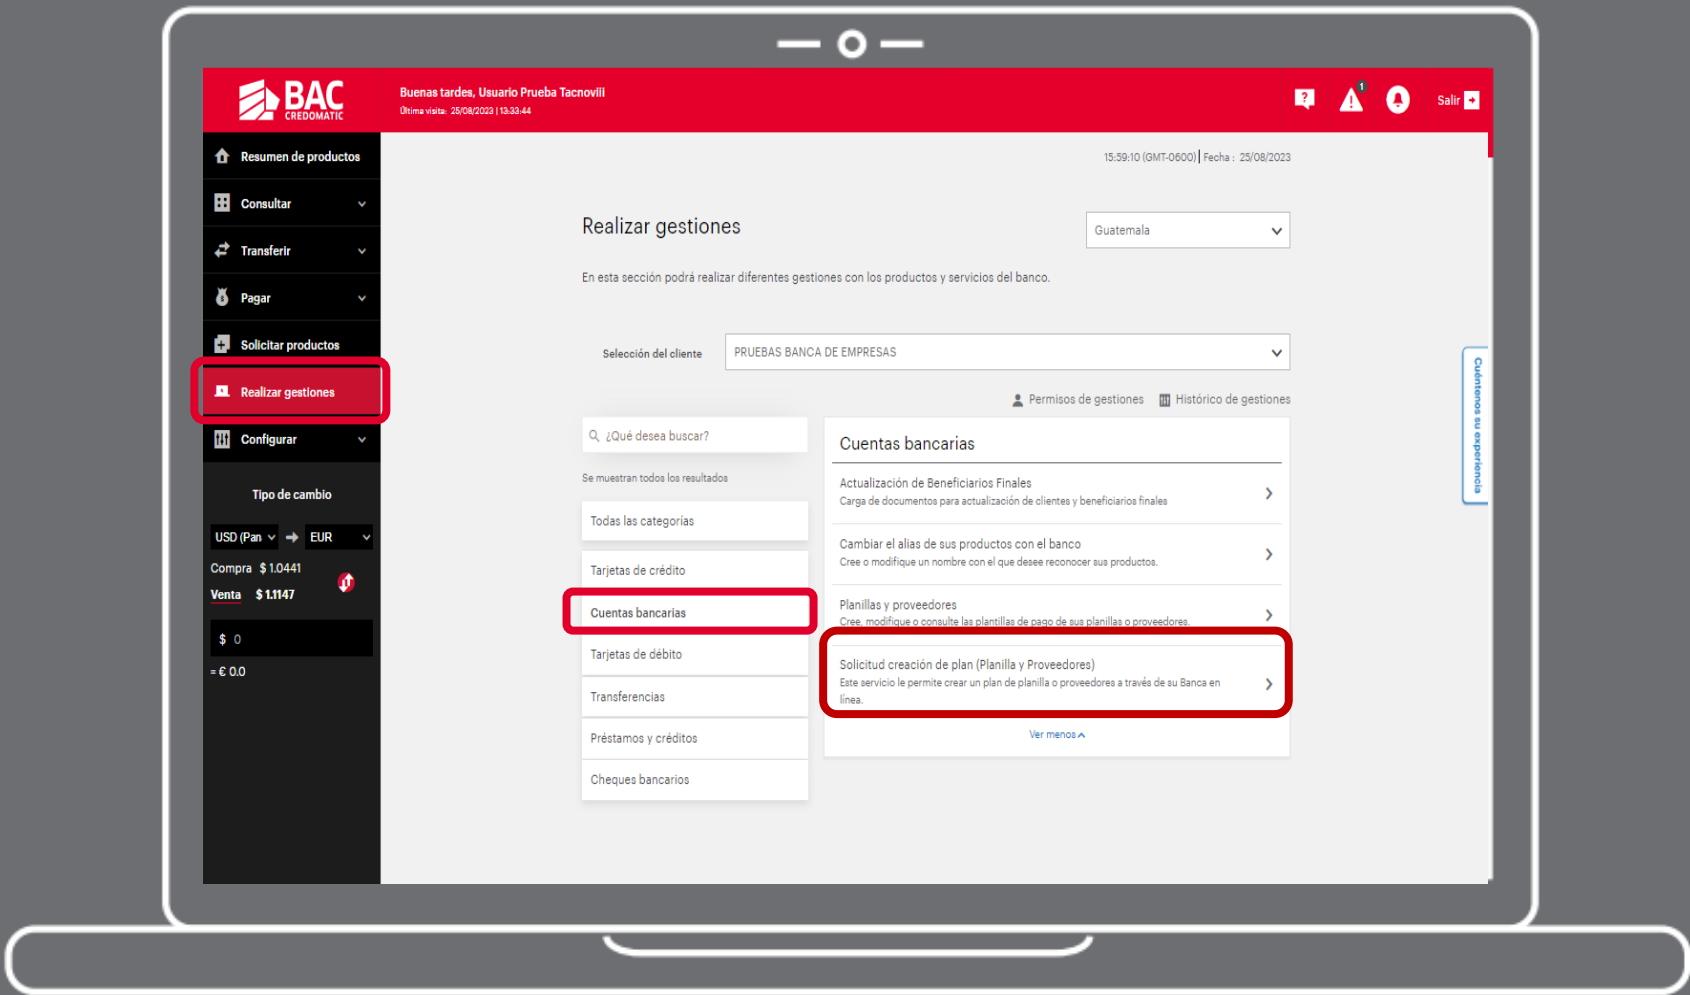 BAC
CREDOMATIC
Buenas tardes, Usuario Prueba Tacnoviii
Última visita: 25/08/2023 | 13:33:44
?
1
Salir
Resumen de productos
Consultar
Transferir
Pagar
Solicitar productos
Realizar gestiones
Configurar
Tipo de cambio
USD (Pan
EUR
Compra $ 1.0441
Venta $ 1.1147
$ 0
= € 0.0
15:59:10 (GMT-0600) | Fecha : 25/08/2023
Realizar gestiones
Guatemala
En esta sección podrá realizar diferentes gestiones con los productos y servicios del banco.
Selección del cliente
PRUEBAS BANCA DE EMPRESAS
Permisos de gestiones
Histórico de gestiones
¿Qué desea buscar?
Se muestran todos los resultados
Todas las categorías
Tarjetas de crédito
Cuentas bancarias
Tarjetas de débito
Transferencias
Préstamos y créditos
Cheques bancarios
Cuentas bancarias
Actualización de Beneficiarios Finales
Carga de documentos para actualización de clientes y beneficiarios finales
Cambiar el alias de sus productos con el banco
Cree o modifique un nombre con el que desee reconocer sus productos.
Planillas y proveedores
Cree, modifique o consulte las plantillas de pago de sus planillas o proveedores.
Solicitud creación de plan (Planilla y Proveedores)
Este servicio le permite crear un plan de planilla o proveedores a través de su Banca en
línea.
Ver menos
Cuéntenos su experiencia